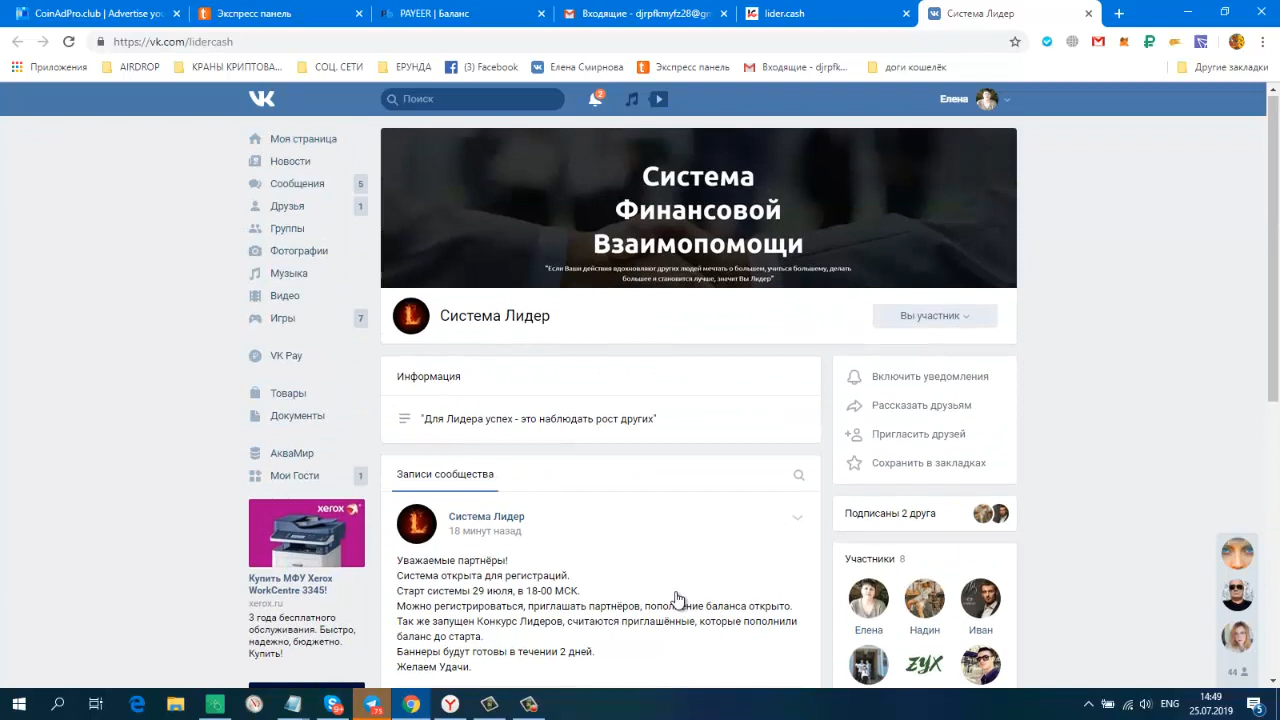 CoinAdPro.club | Advertise you
Экспресс панель
PAYEER | Баланс
Входящие - djrpfkmyfz28@gm
lider.cash
Система Лидер
https://vk.com/lidercash
Приложения
AIRDROP
КРАНЫ КРИПТОВА...
СОЦ. СЕТИ
ЕРУНДА
(3) Facebook
Елена Смирнова
Экспресс панель
Входящие - djrpfk...
доги кошелёк
Другие закладки
Поиск
2
Елена
Моя страница
Новости
Сообщения 5
Друзья 1
Группы
Фотографии
Музыка
Видео
Игры 7
VK Pay
Товары
Документы
АкваМир
Мои Гости 1
xerox
Купить МФУ Xerox
WorkCentre 3345!
xerox.ru
3 года бесплатного
обслуживания. Быстро,
надежно, бюджетно.
Купить!
Система
Финансовой
Взаимопомощи
"Если Ваши действия вдохновляют других людей мечтать о большем, учиться большему, делать
большее и становится лучше, значит Вы Лидер"
Система Лидер
Вы участник
Информация
"Для Лидера успех - это наблюдать рост других"
Записи сообщества
Система Лидер
18 минут назад
Уважаемые партнёры!
Система открыта для регистраций.
Старт системы 29 июля, в 18-00 МСК.
Можно регистрироваться, приглашать партнёров, пополнение баланса открыто.
Так же запущен Конкурс Лидеров, считаются приглашённые, которые пополнили
баланс до старта.
Баннеры будут готовы в течении 2 дней.
Желаем Удачи.
Включить уведомления
Рассказать друзьям
Пригласить друзей
Сохранить в закладках
Подписаны 2 друга
Участники 8
Елена
Надин
Иван
ZYX
44
ENG
14:49
25.07.2019
5